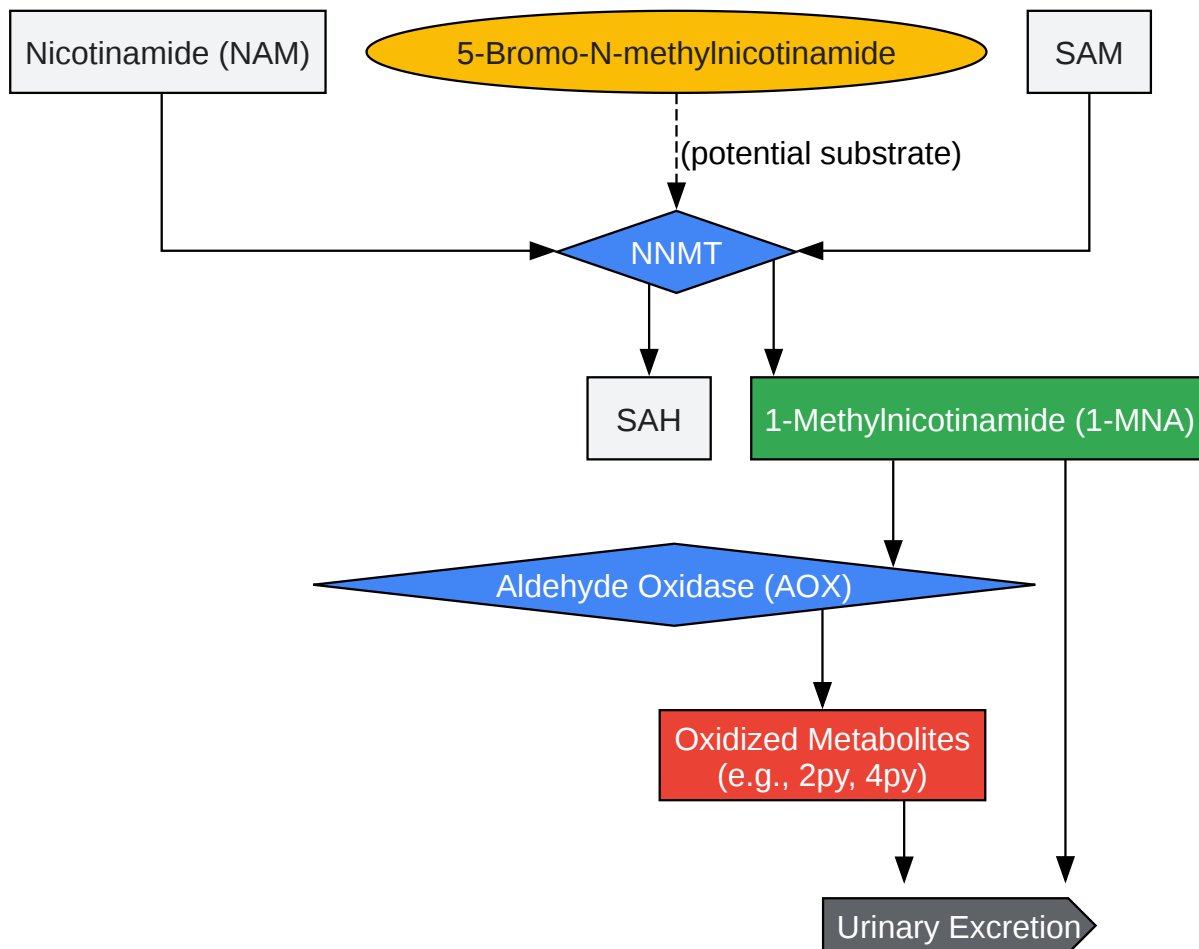 Nicotinamide (NAM)
5-Bromo-N-methylnicotinamide
SAM
(potential substrate)
NNMT
SAH
1-Methylnicotinamide (1-MNA)
Aldehyde Oxidase (AOX)
Oxidized Metabolites
(e.g., 2py, 4py)
Urinary Excretion